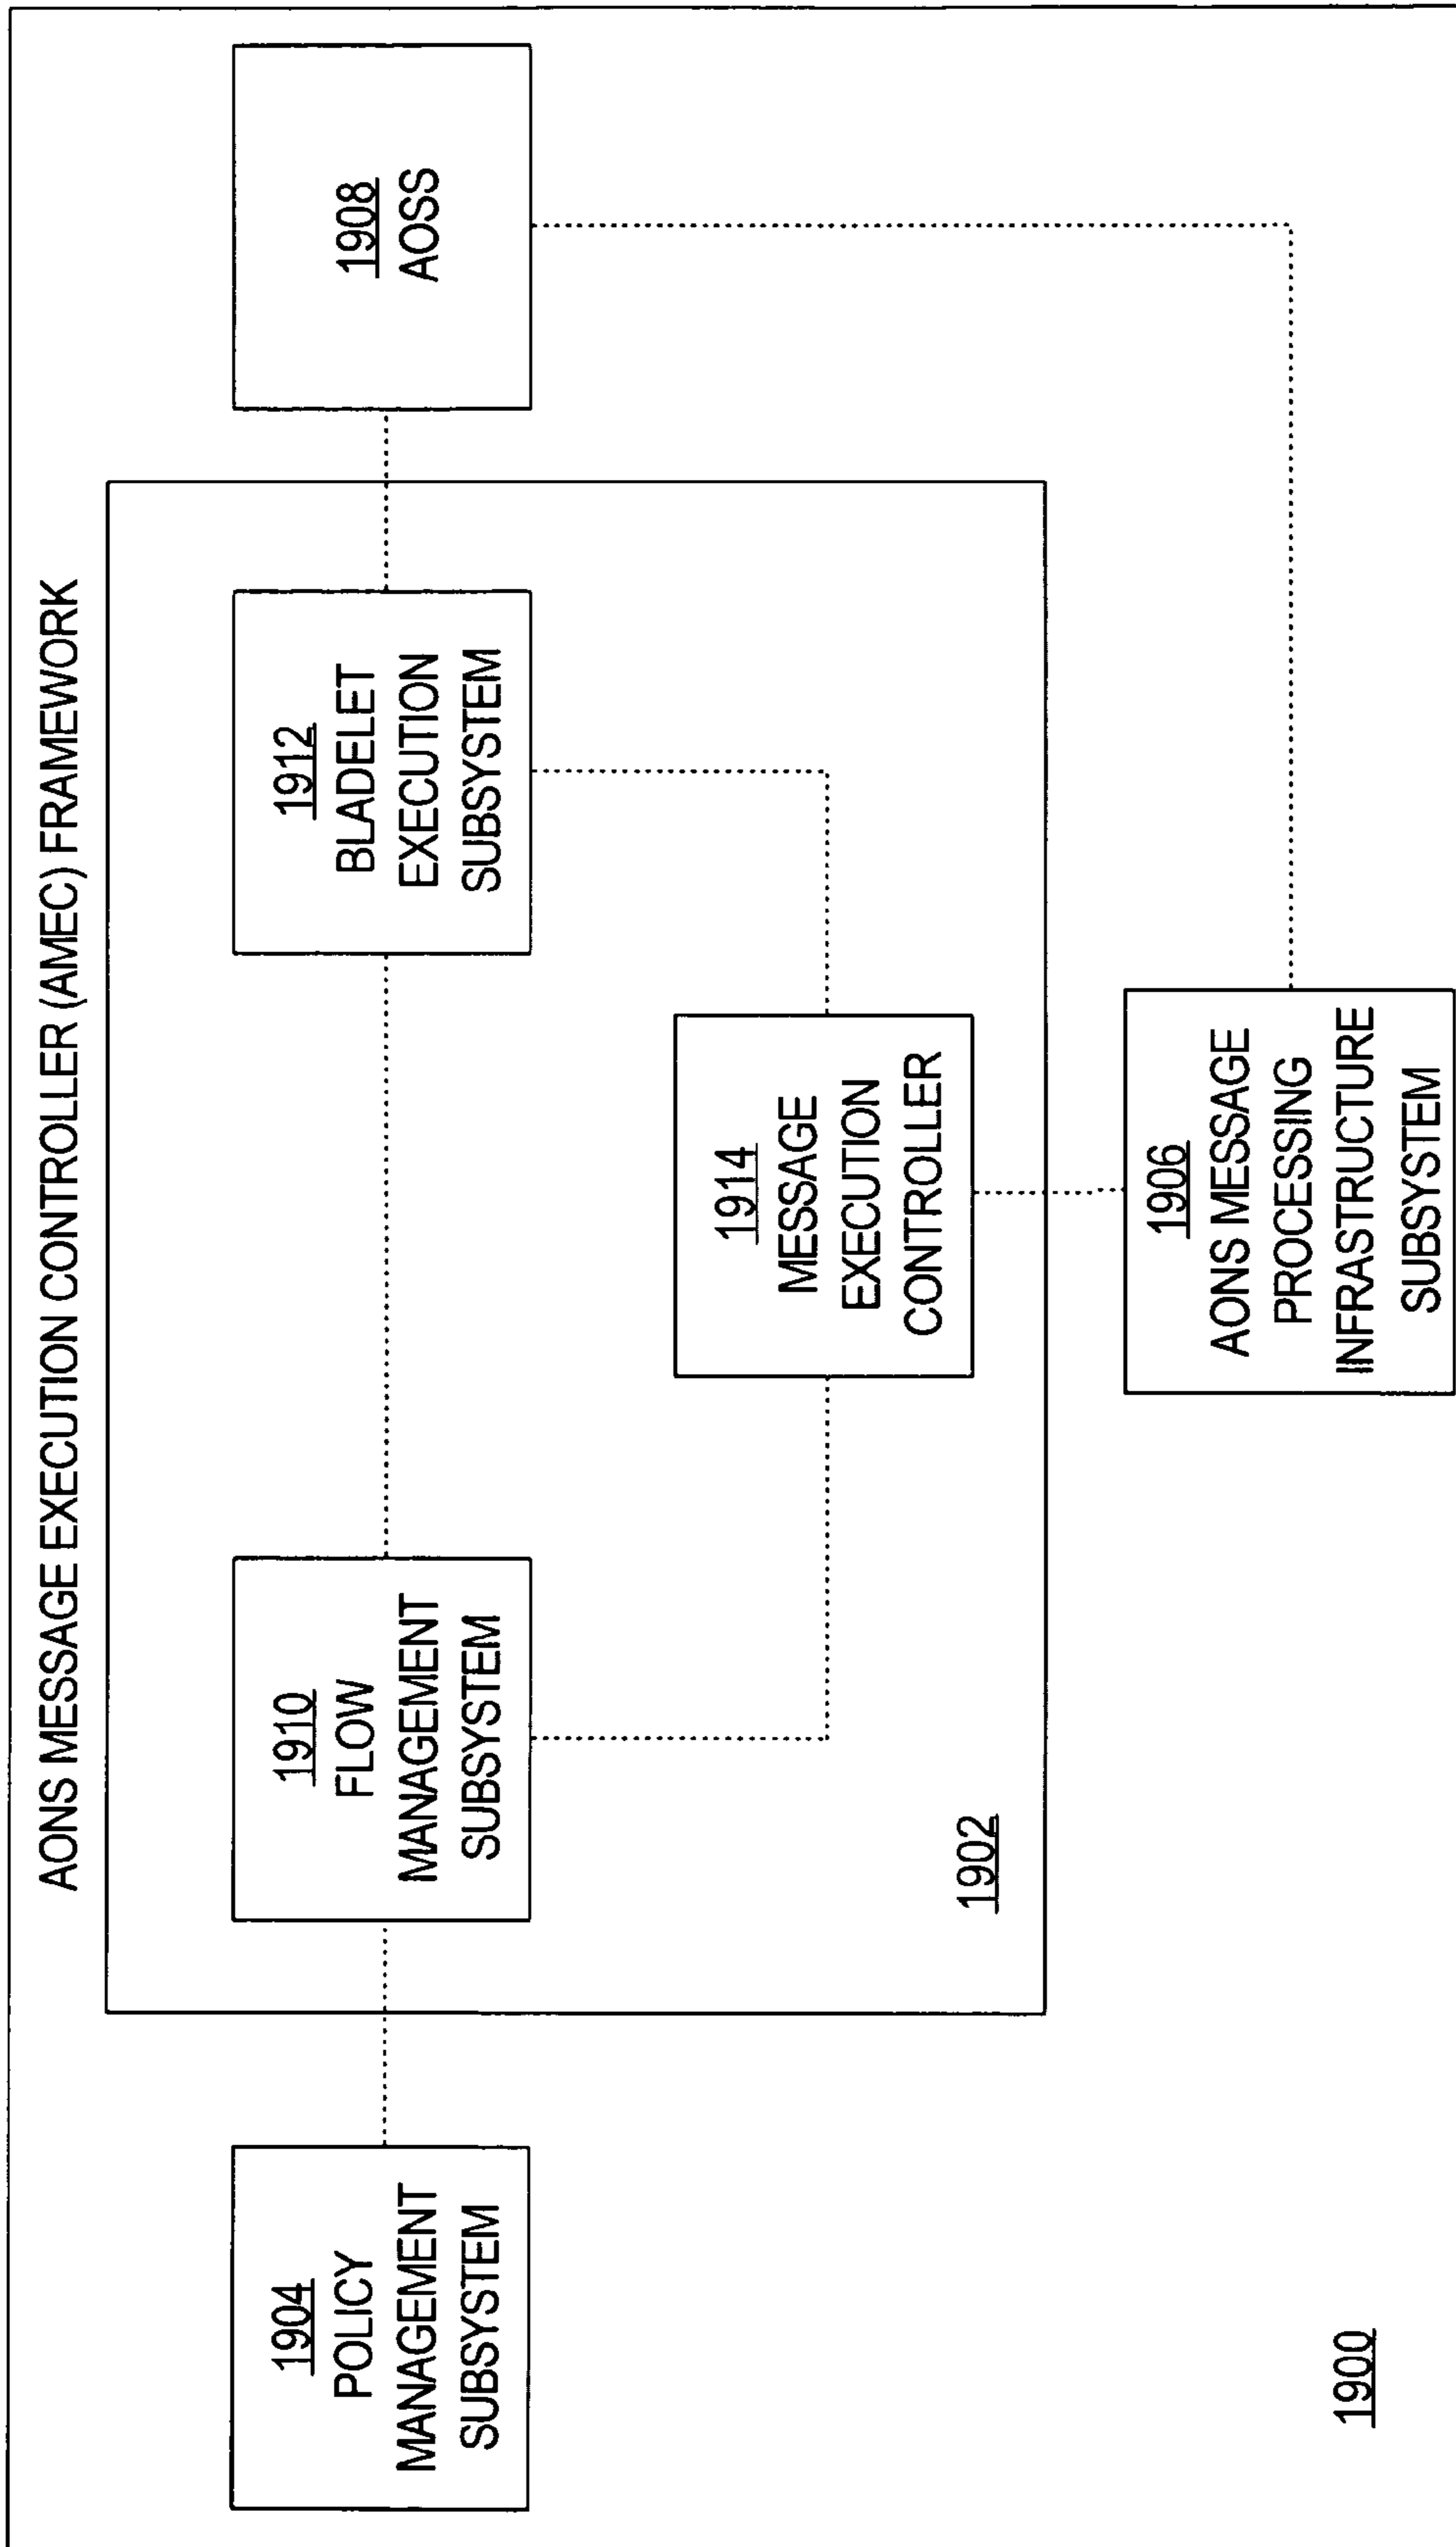 AONS MESSAGE EXECUTION CONTROLLER (AMEC) FRAMEWORK
1904
POLICY
MANAGEMENT
SUBSYSTEM
1910
FLOW
MANAGEMENT
SUBSYSTEM
1912
BLADELET
EXECUTION
SUBSYSTEM
1908
AOSS
1914
MESSAGE
EXECUTION
CONTROLLER
1902
1906
AONS MESSAGE
PROCESSING
INFRASTRUCTURE
SUBSYSTEM
1900